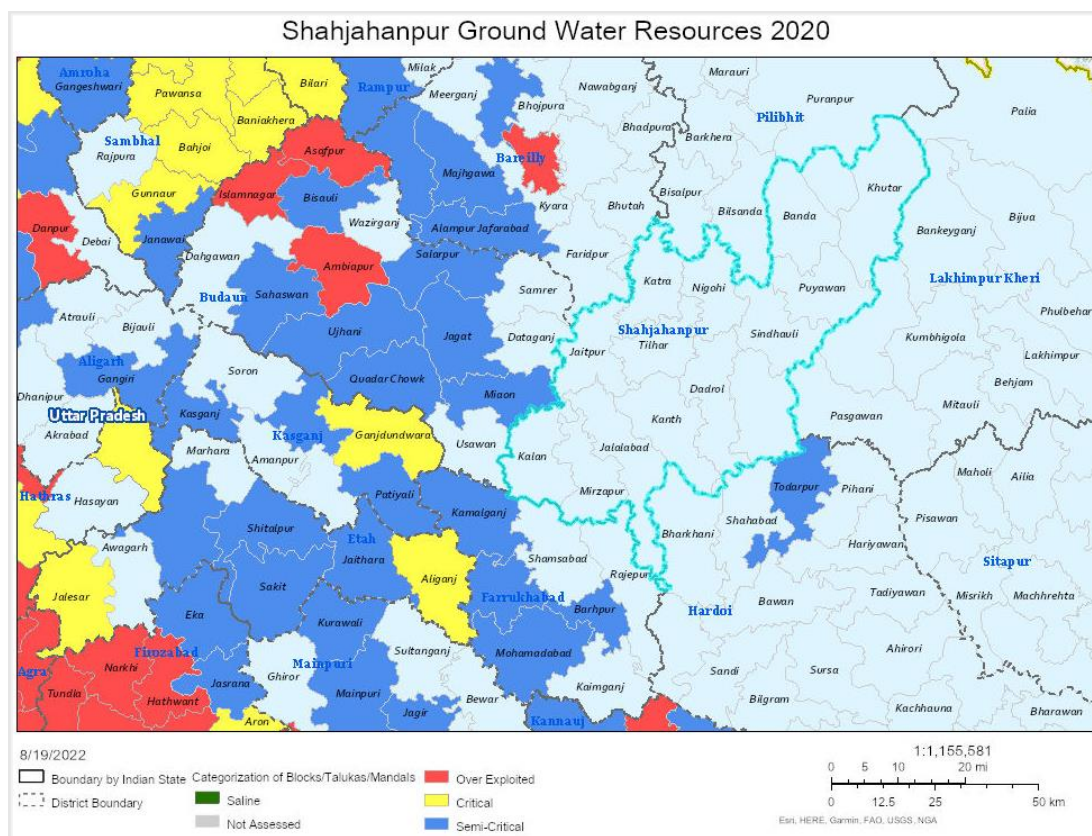 Shahjahanpur Ground Water Resources 2020
Amroha
Gangeshwari
Pawansa
Bilari
Rampur
Milak
Meerganj
Nawabganj
Marauri
Puranpur
Pilibhit
Palia
Baniakhera
Bhojpura
Bhadpura
Barkhera
Sambhal
Rajpura
Bahjoi
Asafpur
Majhgawa
Bareilly
Gunnaur
Islamnagar
Bisauli
Kyara
Bhutah
Bisalpur
Bilsanda
Banda
Khutar
Bijua
Danpur
Debai
Janawai
Wazirganj
Alampur Jafarabad
Bankeyganj
Dahgawan
Salarpur
Faridpur
Ambiapur
Budaun
Sahaswan
Samrer
Katra
Nigohi
Puyawan
Lakhimpur Kheri
Atrauli
Bijauli
Ujhani
Jagat
Dataganj
Jaitpur
Shahjahanpur
Tilhar
Sindhauli
Phulbehar
Kumbhigola
Lakhimpur
Aligarh
Gangiri
Soron
Quadar Chowk
Miaon
Dadrol
Behjam
Mitauli
Dhanipur
Uttar Pradesh
Kasganj
Kasganj
Ganjdundwara
Usawan
Kanth
Pasgawan
Akrabad
Marhara
Amanpur
Kalan
Jalalabad
Hathras
Hasayan
Patiyali
Kamalganj
Mirzapur
Todarpur
Pihani
Maholi
Ailia
Shitalpur
Etah
Jaithara
Bharkhani
Shahabad
Pisawan
Awagarh
Sakit
Aliganj
Shamsabad
Rajepur
Hariyawan
Sitapur
Jalesar
Eka
Kurawali
Farrukhabad
Barhpur
Hardoi
Bawan
Tadiyawan
Misrikh
Machhrehta
Agra
Narkhi
Firozabad
Mainpuri
Sultanganj
Mohamadabad
Ahirori
Tundla
Hathwant
Jasrana
Ghiror
Mainpuri
Bewar
Kaimganj
Sandi
Sursa
Aron
Jagir
Kannauj
Bilgram
Kachhauna
Bharawan
8/19/2022
Boundary by Indian State
District Boundary
Categorization of Blocks/Talukas/Mandals
Saline
Not Assessed
Over Exploited
Critical
Semi-Critical
1:1,155,581
0 5 10 20 mi
0 12.5 25 50 km
Esri, HERE, Garmin, FAO, USGS, NGA